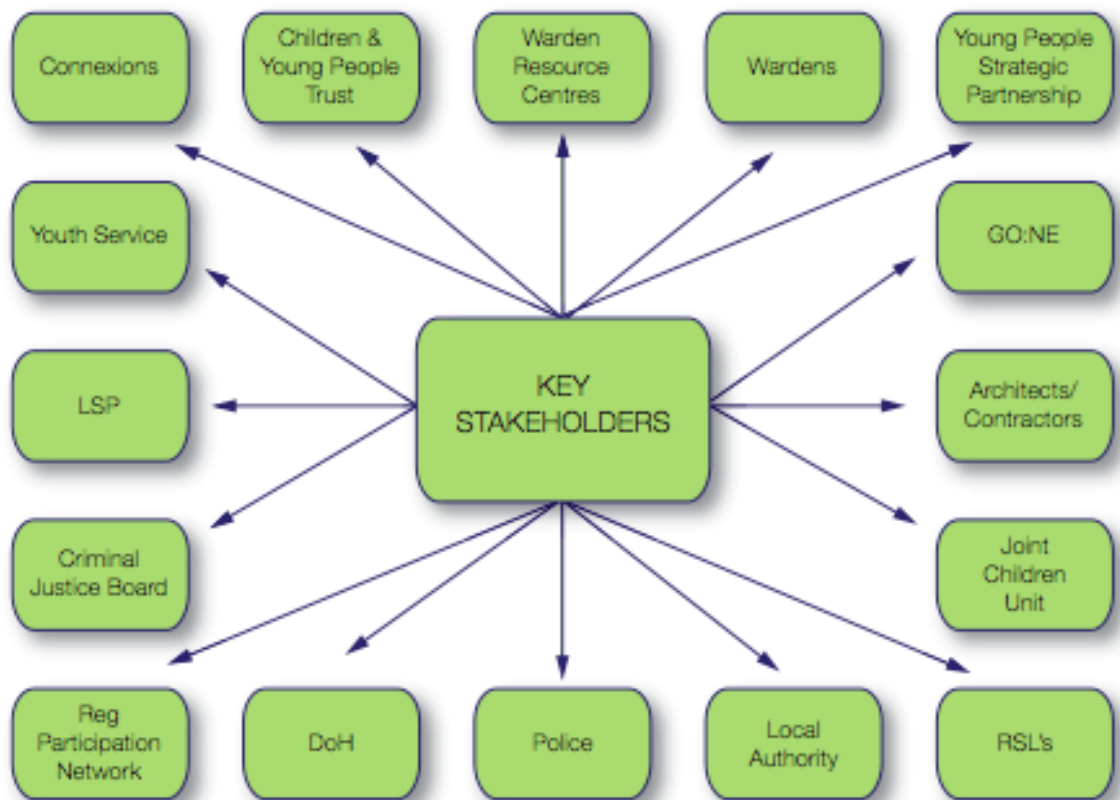 Connexions
Children &
Young People
Trust
Warden
Resource
Centres
Wardens
Young People
Strategic
Partnership
Youth Service
GO:NE
LSP
KEY
STAKEHOLDERS
Architects/
Contractors
Criminal
Justice Board
Joint
Children
Unit
Reg
Participation
Network
DoH
Police
Local
Authority
RSL's